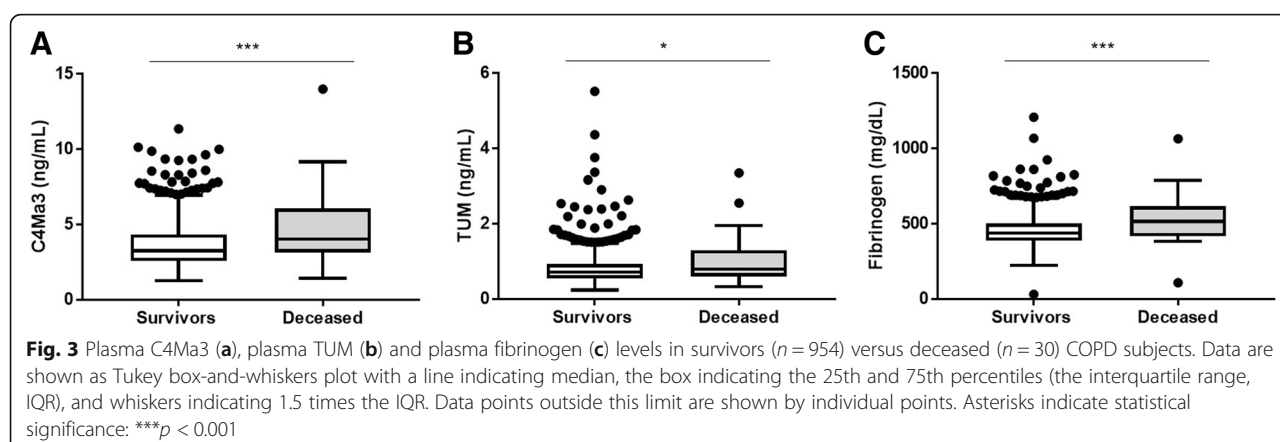 A
***
C4Ma3 (ng/mL)
15
10
5
0
Survivors Deceased
B
*
TUM (ng/mL)
6
4
2
0
Survivors Deceased
C
***
Fibrinogen (mg/dL)
1500
1000
500
0
Survivors Deceased
Fig. 3 Plasma C4Ma3 (a), plasma TUM (b) and plasma fibrinogen (c) levels in survivors (n = 954) versus deceased (n = 30) COPD subjects. Data are
shown as Tukey box-and-whiskers plot with a line indicating median, the box indicating the 25th and 75th percentiles (the interquartile range,
IQR), and whiskers indicating 1.5 times the IQR. Data points outside this limit are shown by individual points. Asterisks indicate statistical
significance: ***p < 0.001